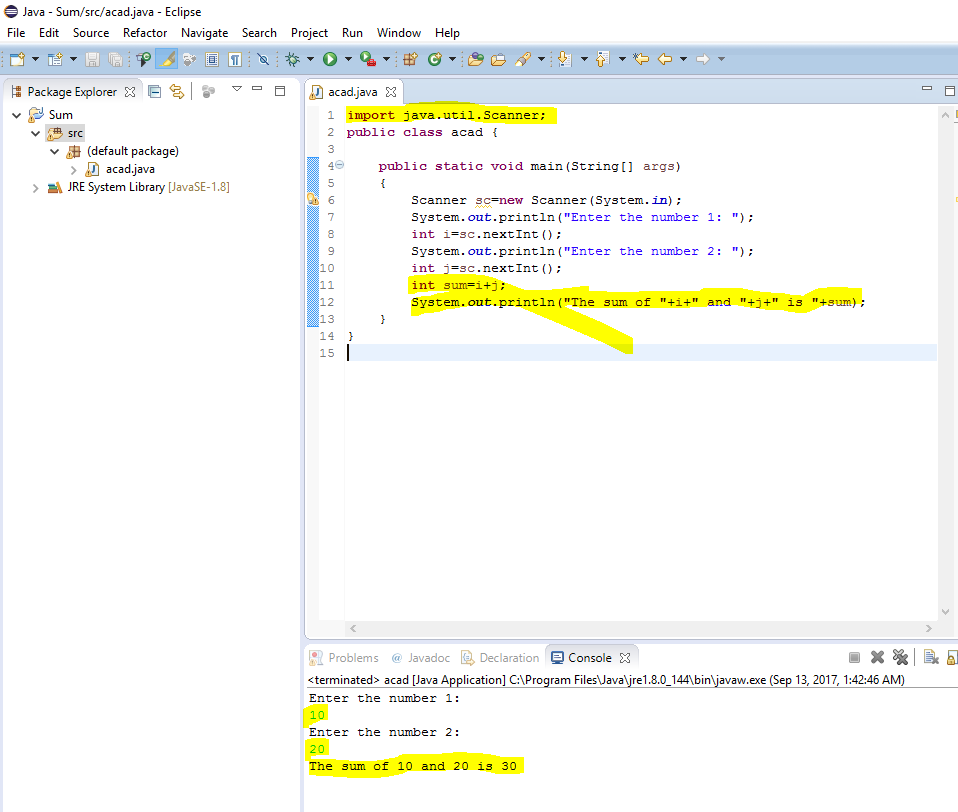 Java - Sum/src/acad.java - Eclipse
File Edit Source Refactor Navigate Search Project Run Window Help
Package Explorer
Sum
src
(default package)
acad.java
JRE System Library [JavaSE-1.8]
acad.java
1 import java.util.Scanner;
2 public class acad {
3
4 public static void main(String[] args)
5 {
6 Scanner sc=new Scanner(System.in);
7 System.out.println("Enter the number 1: ");
8 int i=sc.nextInt();
9 System.out.println("Enter the number 2: ");
10 int j=sc.nextInt();
11 int sum=i+j;
12 System.out.println("The sum of "+i+" and "+j+" is "+sum);
13 }
14 }
15
Problems @ Javadoc Declaration Console
<terminated> acad [Java Application] C:\Program Files\Java\jre1.8.0_144\bin\javaw.exe (Sep 13, 2017, 1:42:46 AM)
Enter the number 1:
10
Enter the number 2:
20
The sum of 10 and 20 is 30